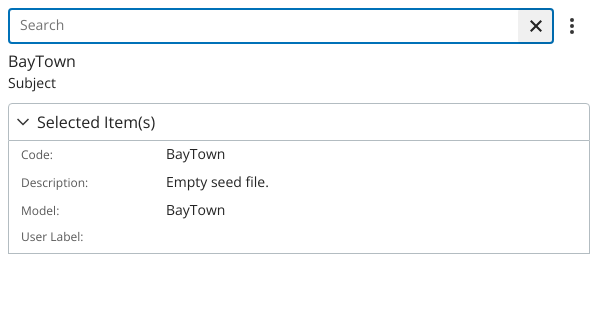 Search
BayTown
Subject
Selected Item(s)
Code: BayTown
Description: Empty seed file.
Model: BayTown
User Label: